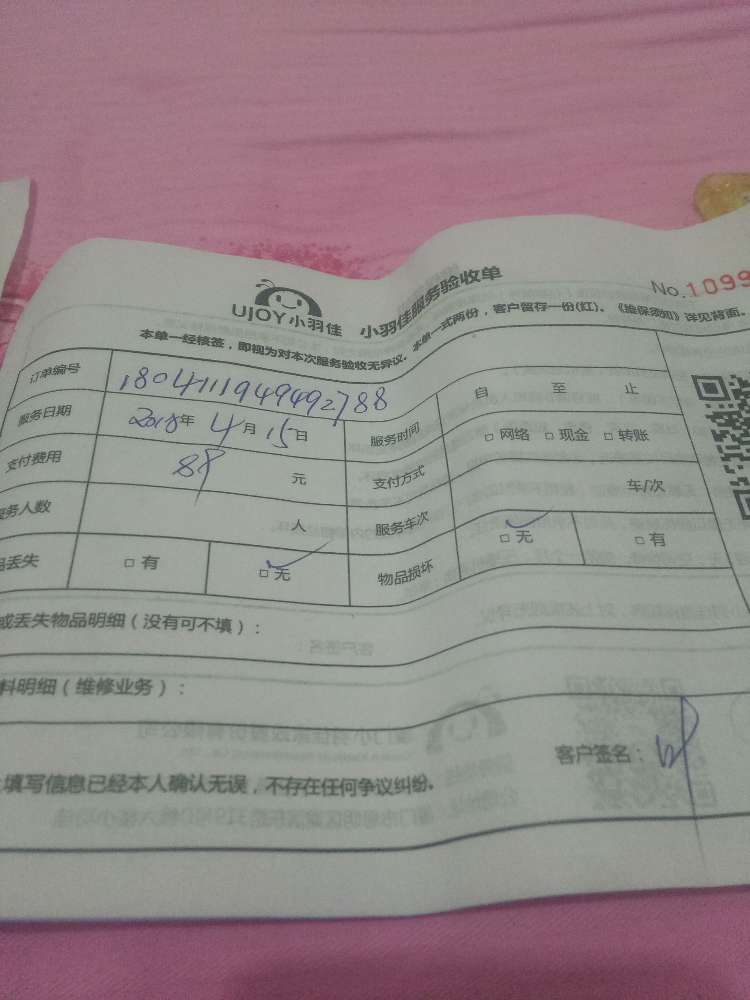 UJOY小羽佳 小羽佳服务验收单 No.1099
本单一经核签，即视为对本次服务验收无异议。本单一式两份，客户留存一份(红)。《维保须知》详见背面。
订单编号 18041119494927 88
服务日期 2018年 4月 15日 服务时间 自 至 止
支付费用 88 元 支付方式 □ 网络 □ 现金 □ 转账
务人数 人 服务车次 车/次
丢失 □ 有 □ 无 物品损坏 □ 无 □ 有
或丢失物品明细（没有可不填）：
料明细（维修业务）：
填写信息已经本人确认无误，不存在任何争议纠纷。 客户签名：